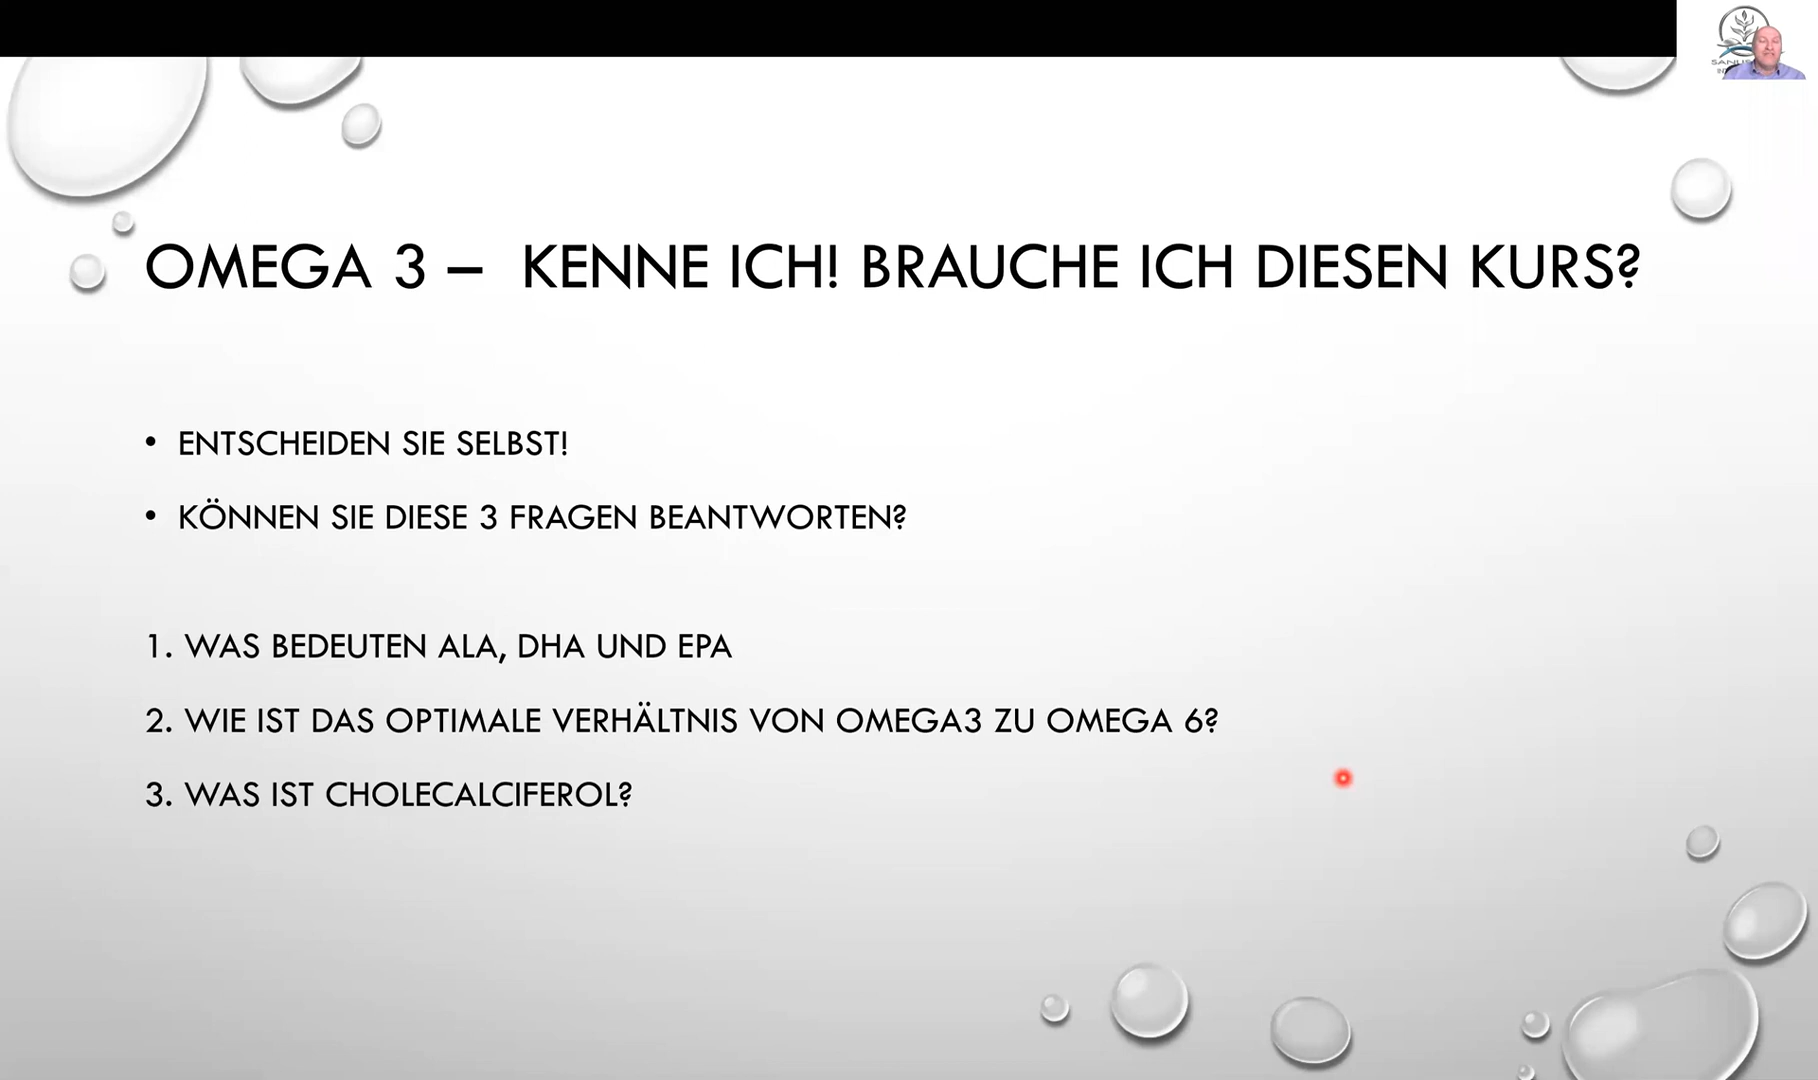 OMEGA 3 – KENNE ICH! BRAUCHE ICH DIESEN KURS?
• ENTSCHEIDEN SIE SELBST!
• KÖNNEN SIE DIESE 3 FRAGEN BEANTWORTEN?
1. WAS BEDEUTEN ALA, DHA UND EPA
2. WIE IST DAS OPTIMALE VERHÄLTNIS VON OMEGA3 ZU OMEGA 6?
3. WAS IST CHOLECALCIFEROL?